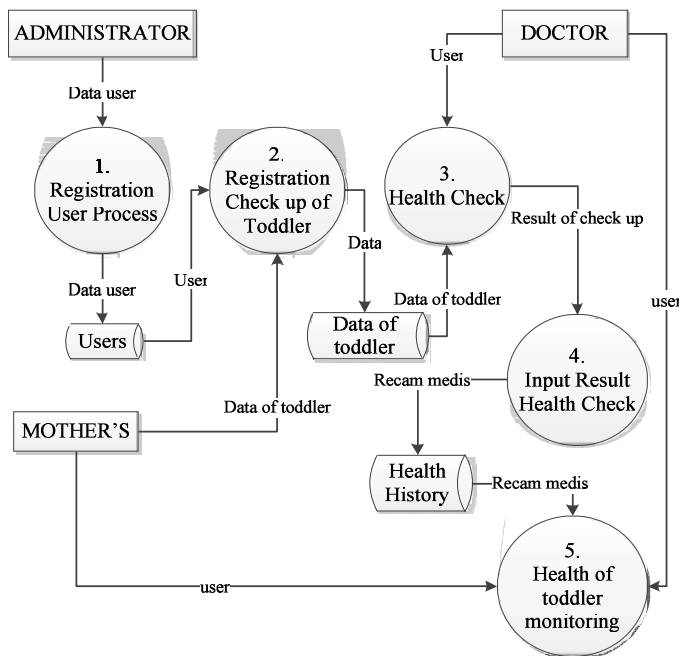 ADMINISTRATOR
DOCTOR
Data user
User
1.
Registration
User Process
2.
Registration
Check up of
Toddler
3.
Health Check
Result of check up
Data
Data user
User
Data of toddler
user
Users
Data of
toddler
4.
Input Result
Health Check
Recam medis
Data of toddler
MOTHER'S
Health
History
Recam medis
5.
Health of
toddler
monitoring
user